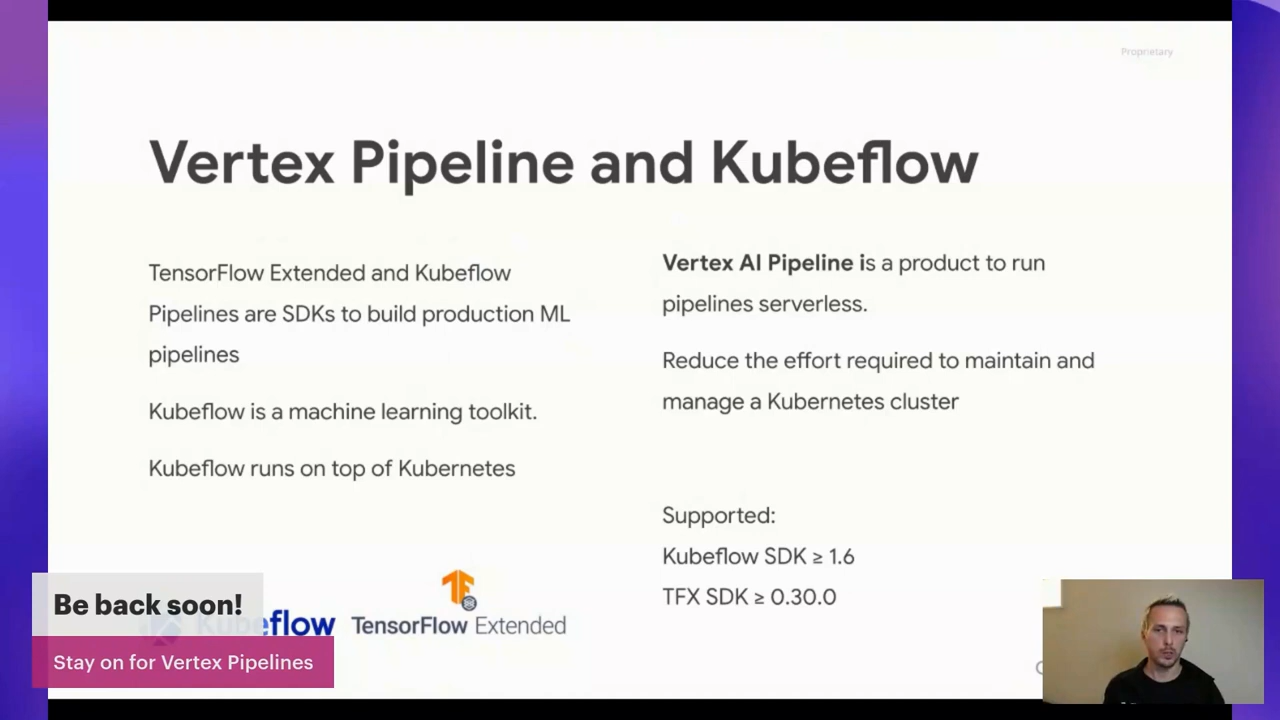 Proprietary
Vertex Pipeline and Kubeflow
TensorFlow Extended and Kubeflow
Pipelines are SDKs to build production ML
pipelines
Kubeflow is a machine learning toolkit.
Kubeflow runs on top of Kubernetes
Vertex AI Pipeline is a product to run
pipelines serverless.
Reduce the effort required to maintain and
manage a Kubernetes cluster
Supported:
Kubeflow SDK ≥ 1.6
TFX SDK ≥ 0.30.0
Kubeflow
TensorFlow Extended
Be back soon!
Stay on for Vertex Pipelines